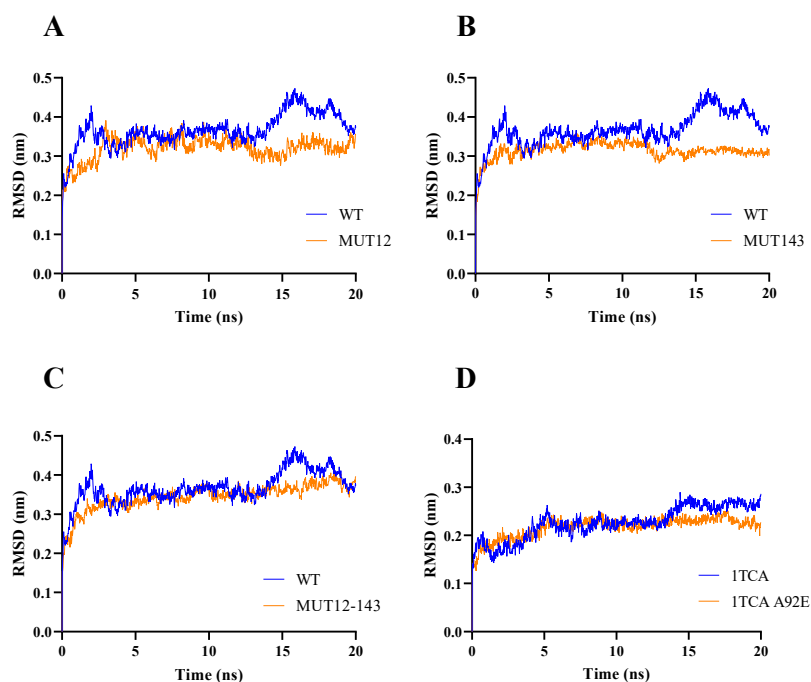 A
0.5
0.4
0.3
0.2
0.1
0.0
RMSD (nm)
WT
MUT12
0 5 10 15 20
Time (ns)
B
0.5
0.4
0.3
0.2
0.1
0.0
RMSD (nm)
WT
MUT143
0 5 10 15 20
Time (ns)
C
0.5
0.4
0.3
0.2
0.1
0.0
RMSD (nm)
WT
MUT12-143
0 5 10 15 20
Time (ns)
D
0.4
0.3
0.2
0.1
0.0
RMSD (nm)
1TCA
1TCA A92E
0 5 10 15 20
Time (ns)